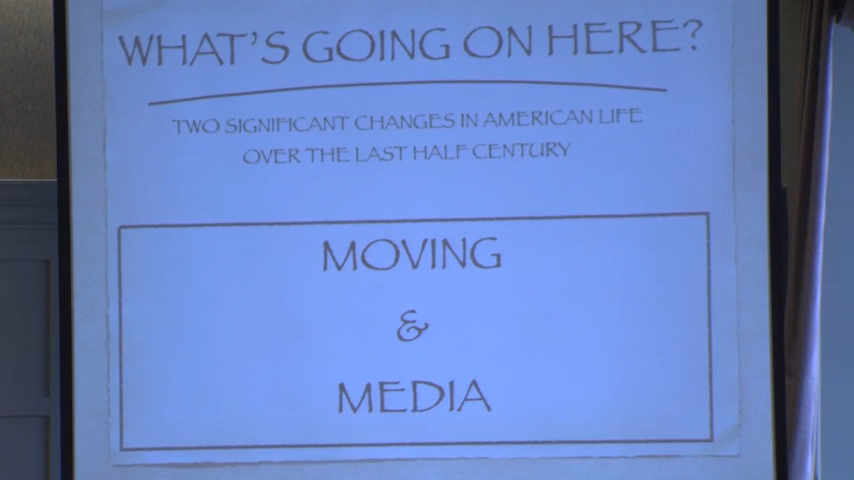 WHAT'S GOING ON HERE?
TWO SIGNIFICANT CHANGES IN AMERICAN LIFE
OVER THE LAST HALF CENTURY
MOVING
&
MEDIA